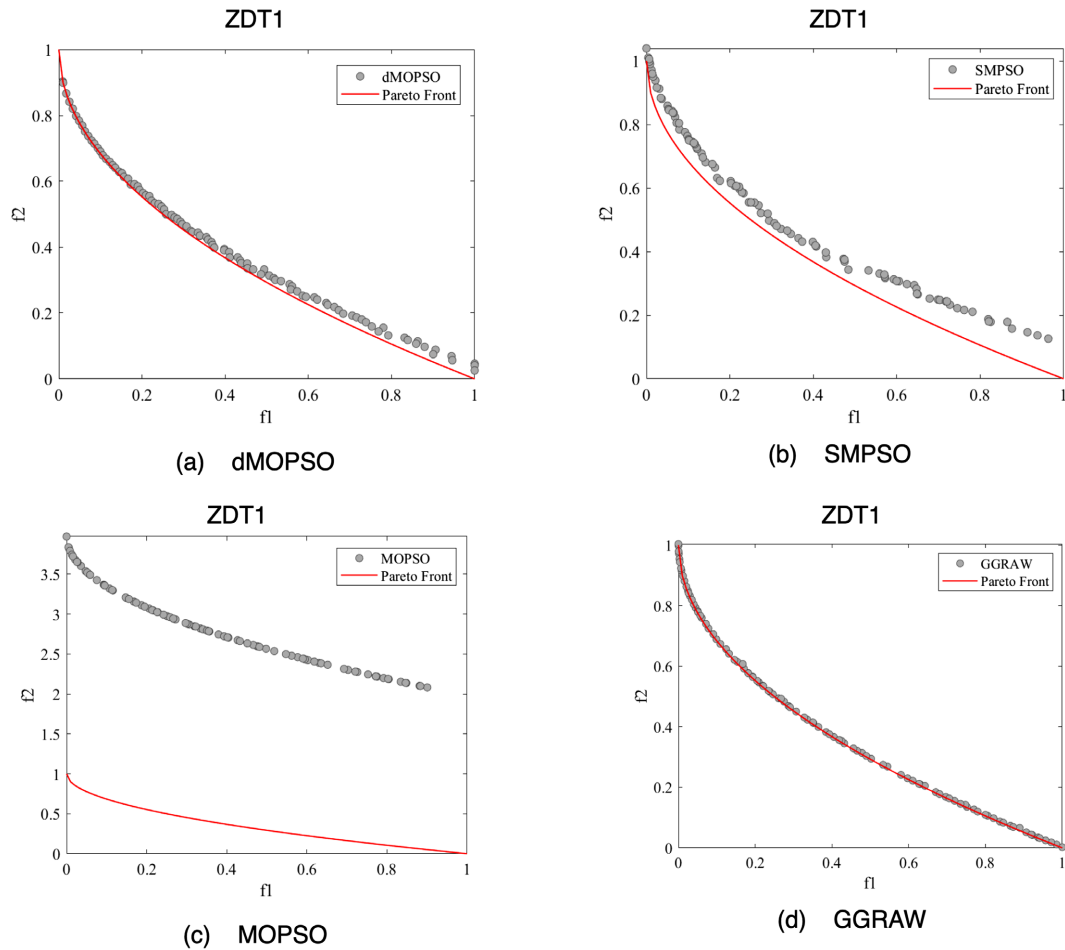 ZDT1
dMOPSO
Pareto Front
1
0.8
0.6
0.4
0.2
0
f2
0 0.2 0.4 0.6 0.8 1
f1
(a) dMOPSO
ZDT1
SMPSO
Pareto Front
1
0.8
0.6
0.4
0.2
0
f2
0 0.2 0.4 0.6 0.8 1
f1
(b) SMPSO
ZDT1
MOPSO
Pareto Front
3.5
3
2.5
2
1.5
1
0.5
0
f2
0 0.2 0.4 0.6 0.8 1
f1
(c) MOPSO
ZDT1
GGRAW
Pareto Front
1
0.8
0.6
0.4
0.2
0
f2
0 0.2 0.4 0.6 0.8 1
f1
(d) GGRAW